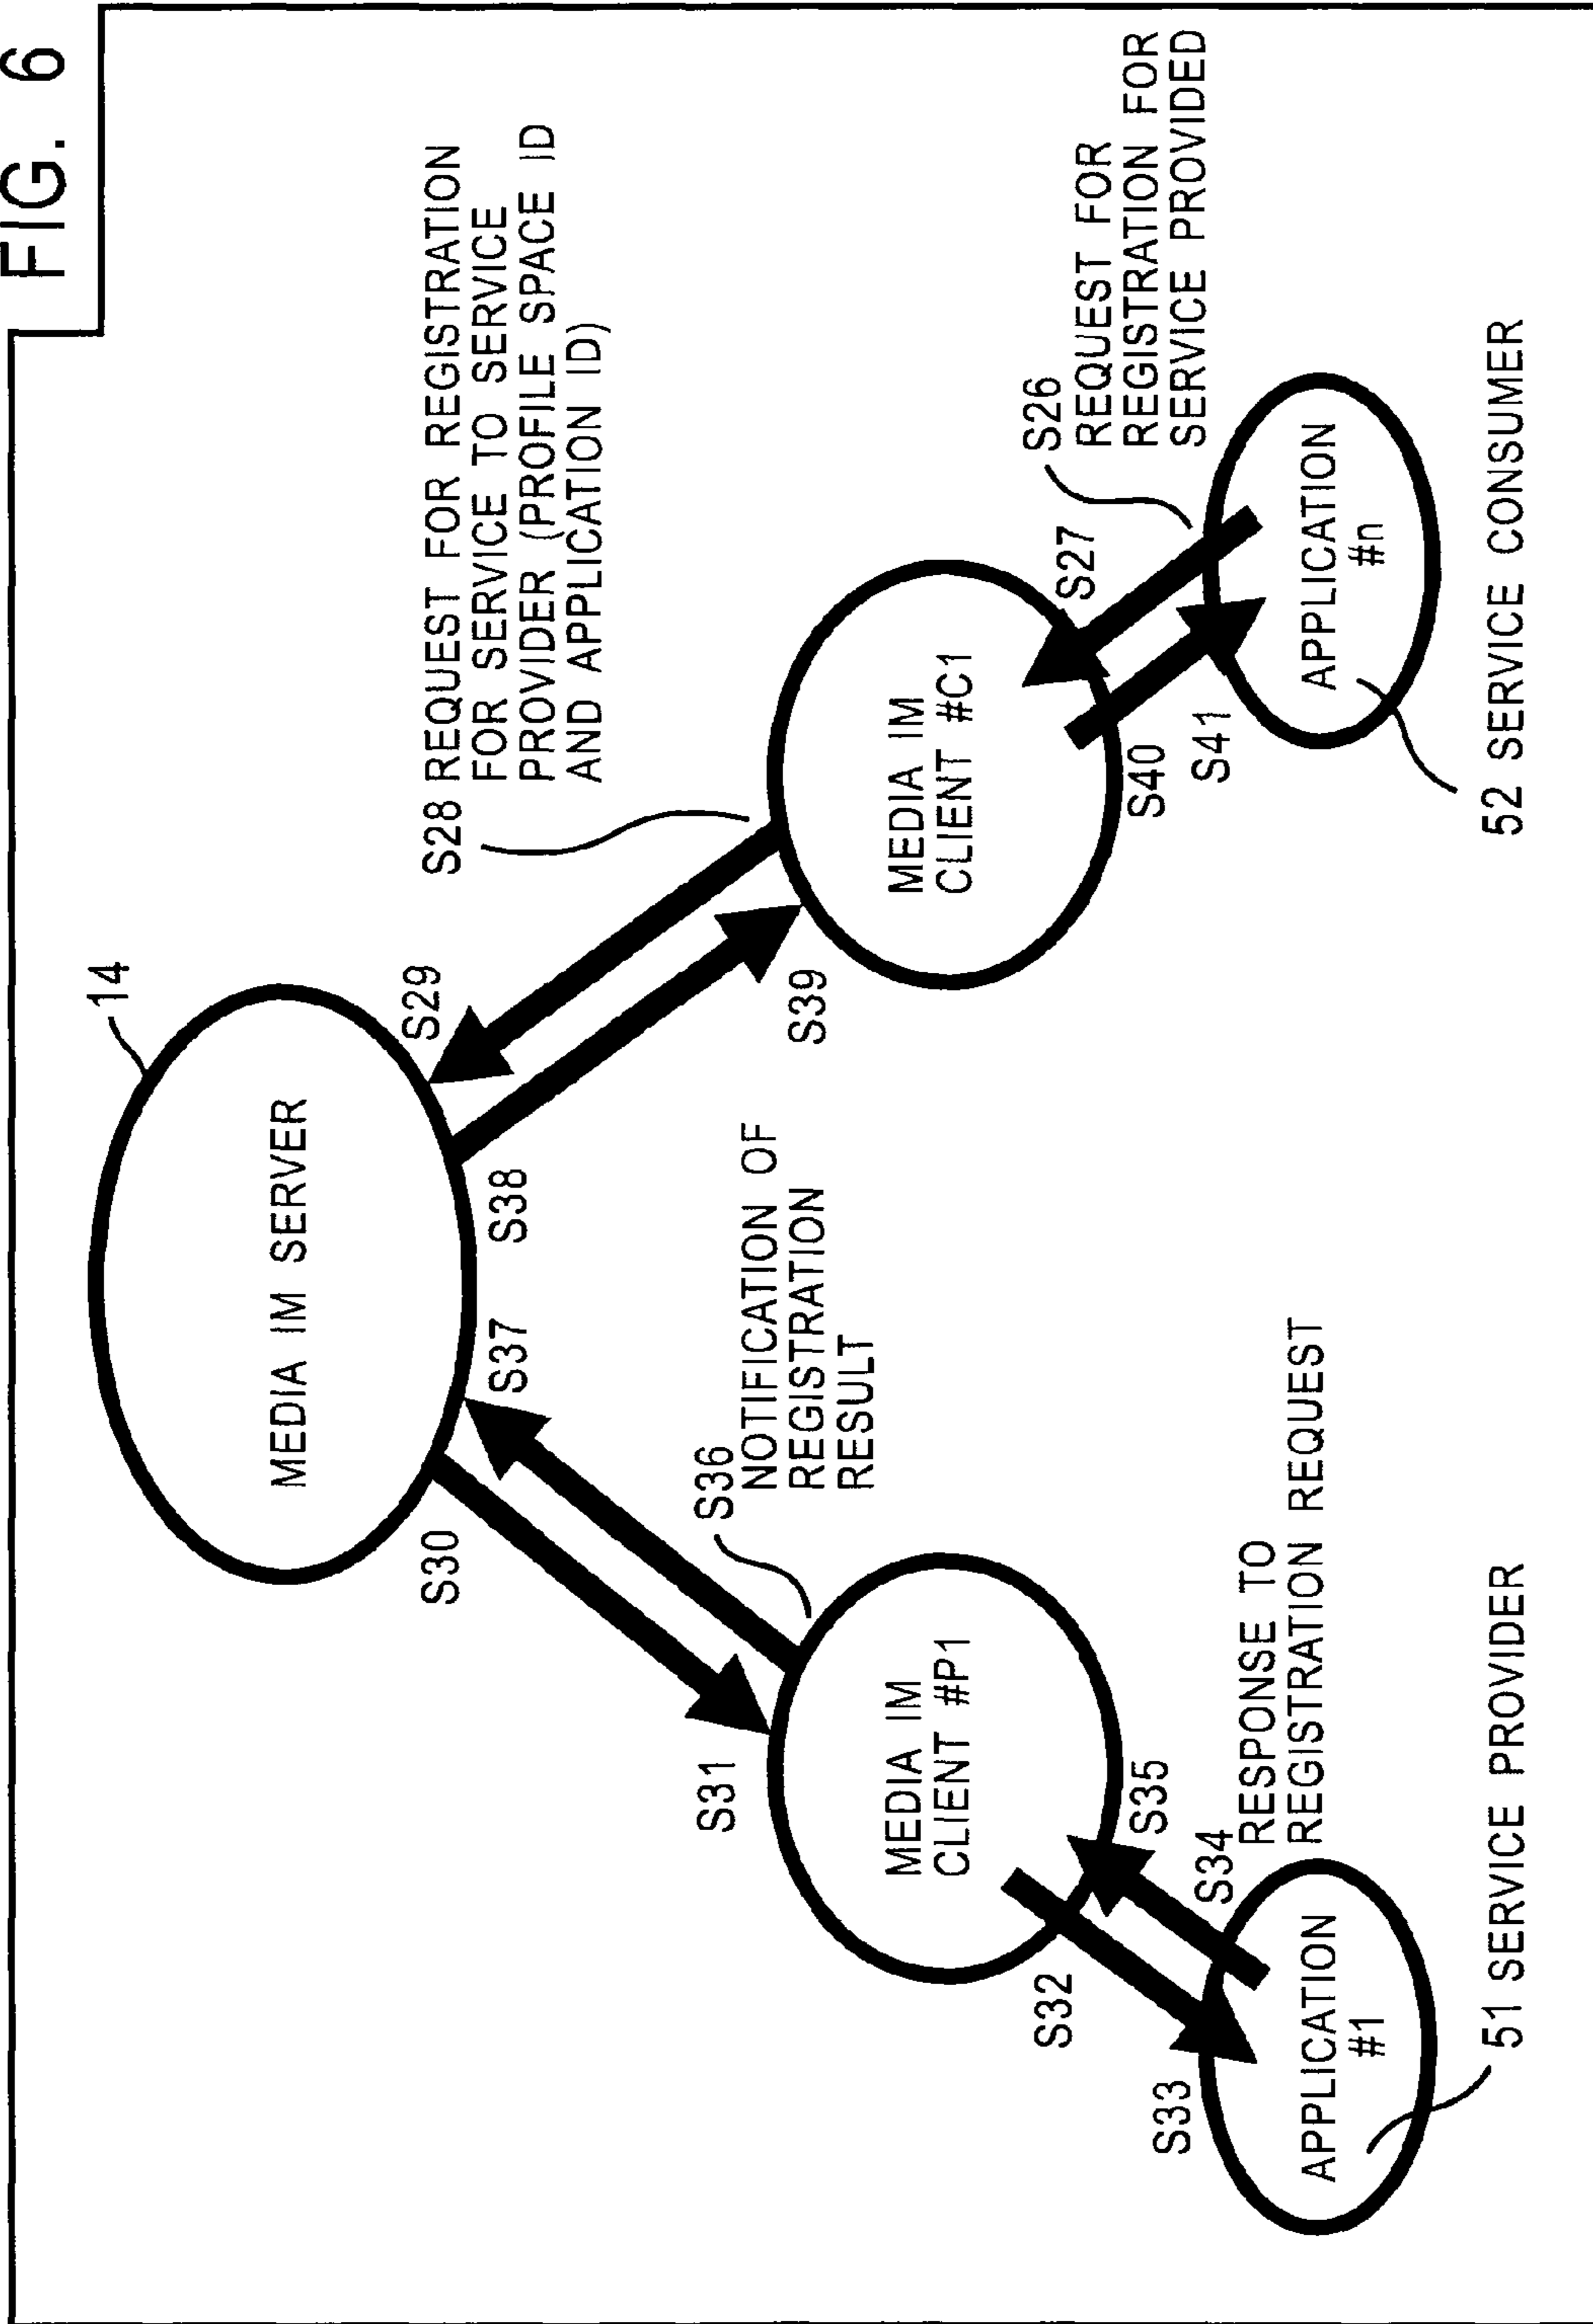 FIG. 6
14
MEDIA IM SERVER
S28 REQUEST FOR REGISTRATION
FOR SERVICE TO SERVICE
PROVIDER (PROFILE SPACE ID
AND APPLICATION ID)
S29
S30
S37
S38
S36
NOTIFICATION OF
REGISTRATION
RESULT
S31
S39
MEDIA IM
CLIENT #P1
MEDIA IM
CLIENT #C1
S26
REQUEST FOR
REGISTRATION FOR
SERVICE PROVIDED
S27
S32
S35
S40
S33
S34
RESPONSE TO
REGISTRATION REQUEST
S41
APPLICATION
#1
APPLICATION
#n
51 SERVICE PROVIDER
52 SERVICE CONSUMER